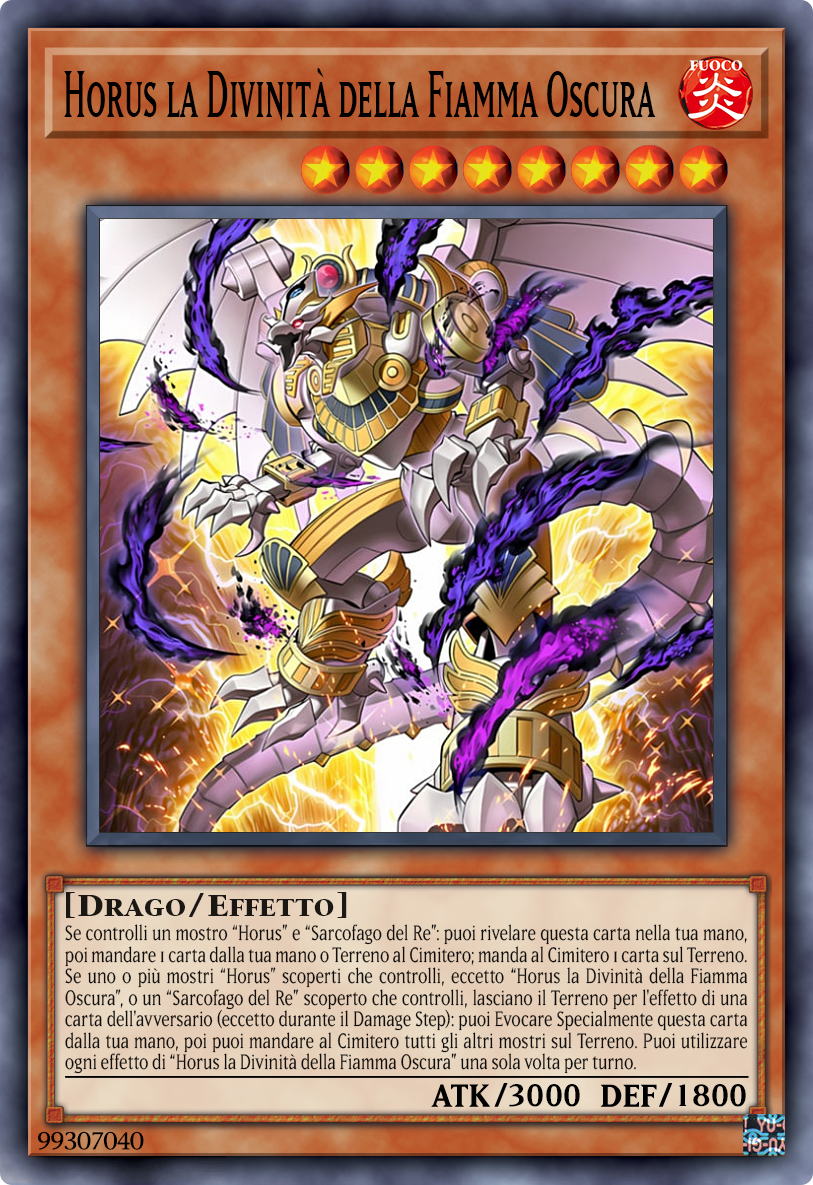 Horus la Divinità della Fiamma Oscura
FUOCO
炎
[Drago/Effetto]
Se controlli un mostro “Horus” e “Sarcofago del Re”: puoi rivelare questa carta nella tua mano,
poi mandare 1 carta dalla tua mano o Terreno al Cimitero; manda al Cimitero 1 carta sul Terreno.
Se uno o più mostri “Horus” scoperti che controlli, eccetto “Horus la Divinità della Fiamma
Oscura”, o un “Sarcofago del Re” scoperto che controlli, lasciano il Terreno per l'effetto di una
carta dell'avversario (eccetto durante il Damage Step): puoi Evocare Specialmente questa carta
dalla tua mano, poi puoi mandare al Cimitero tutti gli altri mostri sul Terreno. Puoi utilizzare
ogni effetto di “Horus la Divinità della Fiamma Oscura” una sola volta per turno.
ATK/3000 DEF/1800
99307040